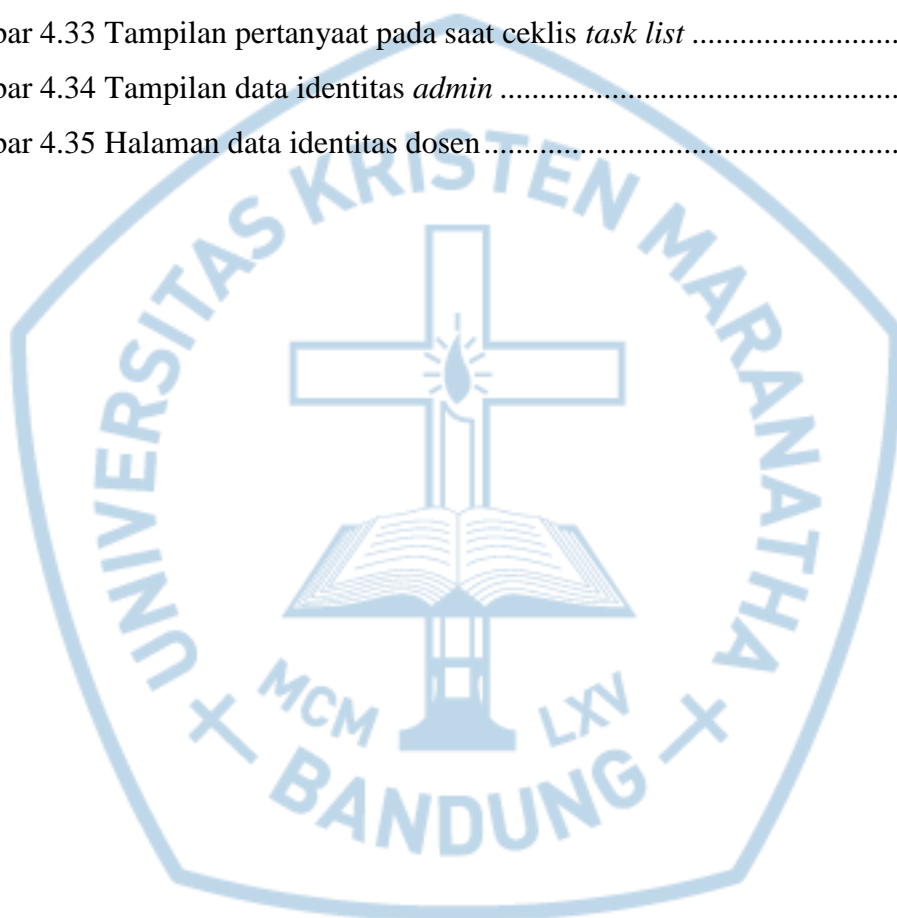 bar 4.33 Tampilan pertanyaat pada saat ceklis task list ..........................
bar 4.34 Tampilan data identitas admin ..................................................
bar 4.35 Halaman data identitas dosen....................................................
UNIVERSITAS KRISTEN MARANATHA
MCM LXV
BANDUNG